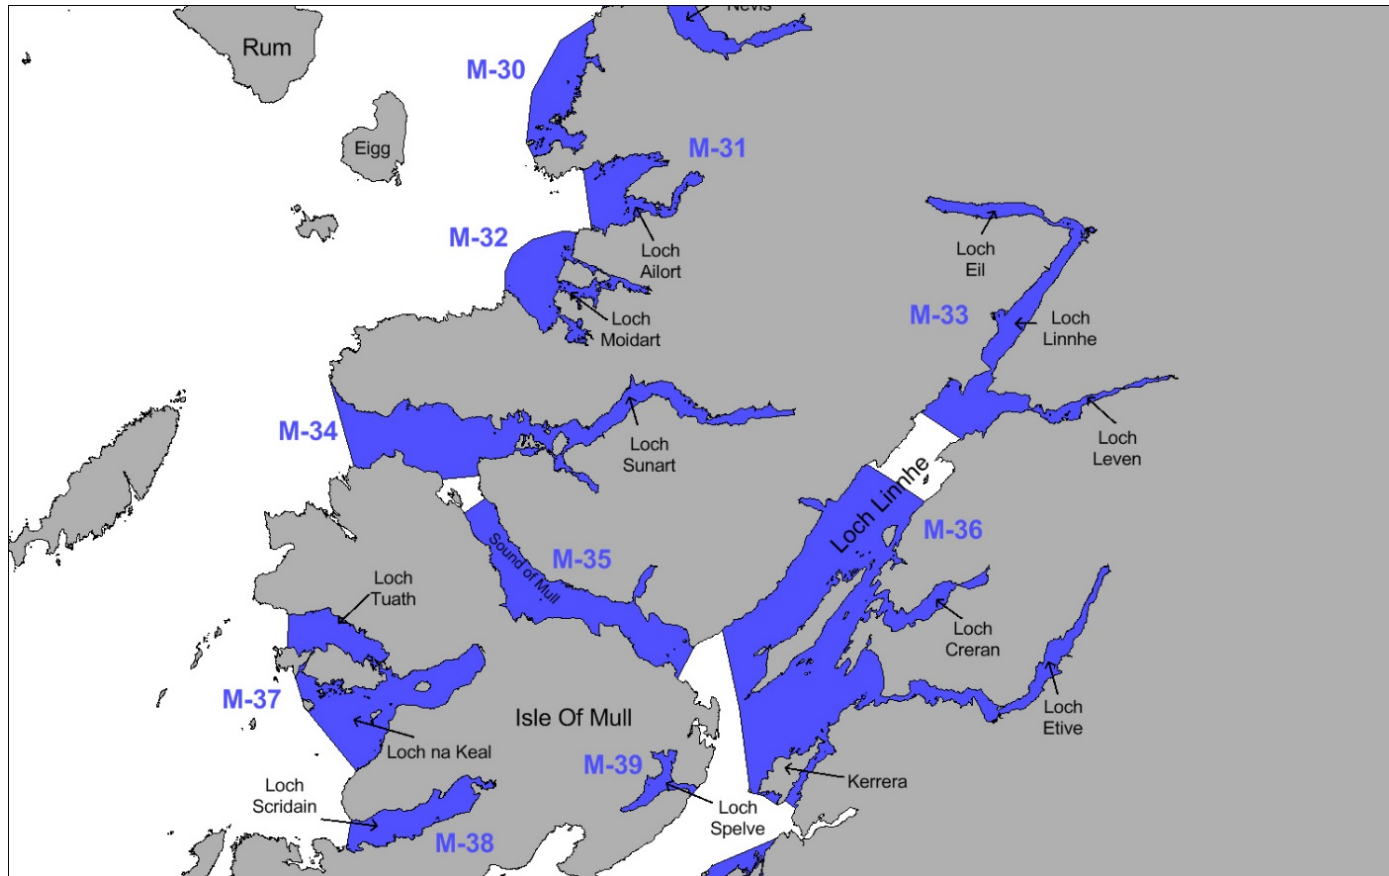 Nevis
Rum
M-30
Eigg
M-31
M-32
Loch
Ailort
Loch
Eil
Loch
Moidart
M-33
Loch
Linnhe
M-34
Loch
Sunart
Loch
Leven
Loch Linnhe
M-36
Sound of Mull
M-35
Loch
Tuath
Loch
Creran
M-37
Isle Of Mull
Loch
Etive
Loch na Keal
M-39
Kerrera
Loch
Scridain
Loch
Spelve
M-38